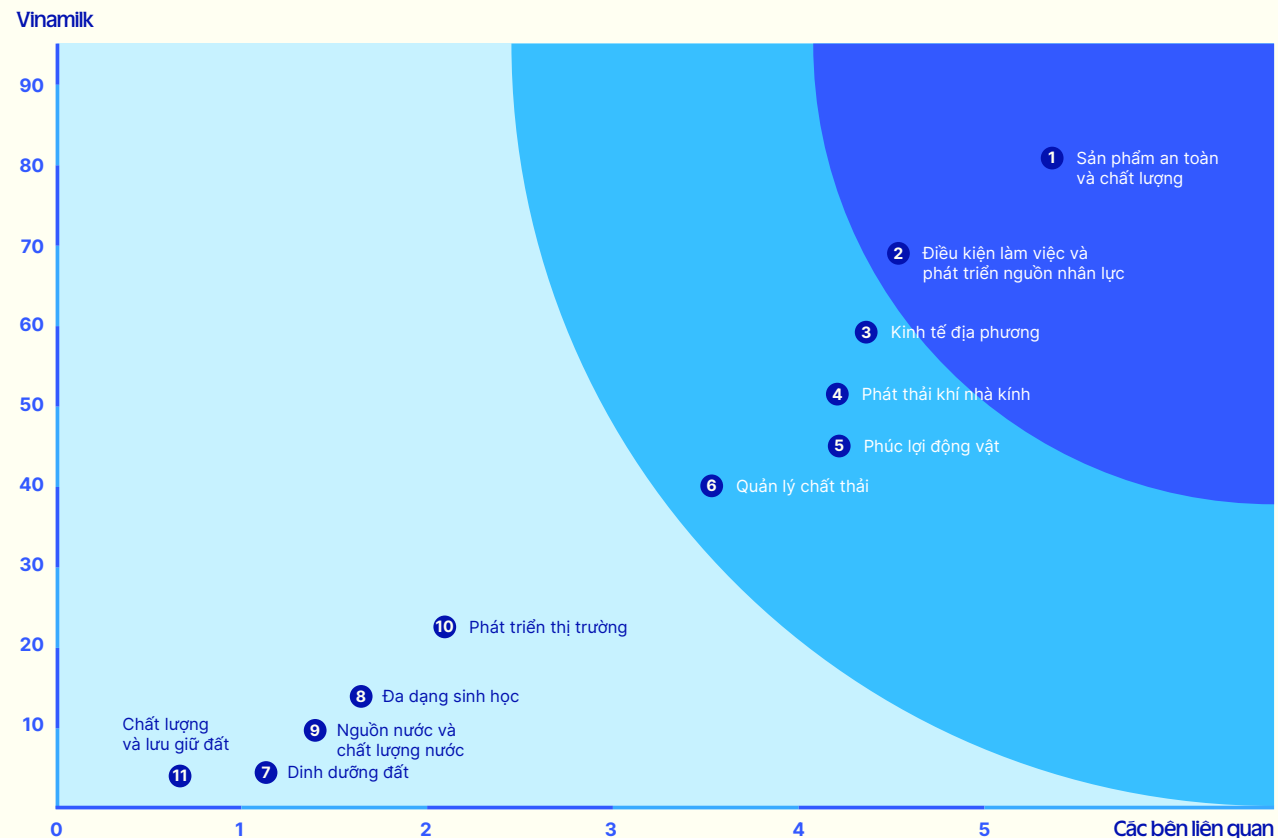 Vinamilk
90
80
70
60
50
40
30
20
10
1 Sản phẩm an toàn
và chất lượng
2 Điều kiện làm việc và
phát triển nguồn nhân lực
3 Kinh tế địa phương
4 Phát thải khí nhà kính
5 Phúc lợi động vật
6 Quản lý chất thải
10 Phát triển thị trường
8 Đa dạng sinh học
9 Nguồn nước và
chất lượng nước
Chất lượng
và lưu giữ đất
11
7 Dinh dưỡng đất
0 1 2 3 4 5 Các bên liên quan